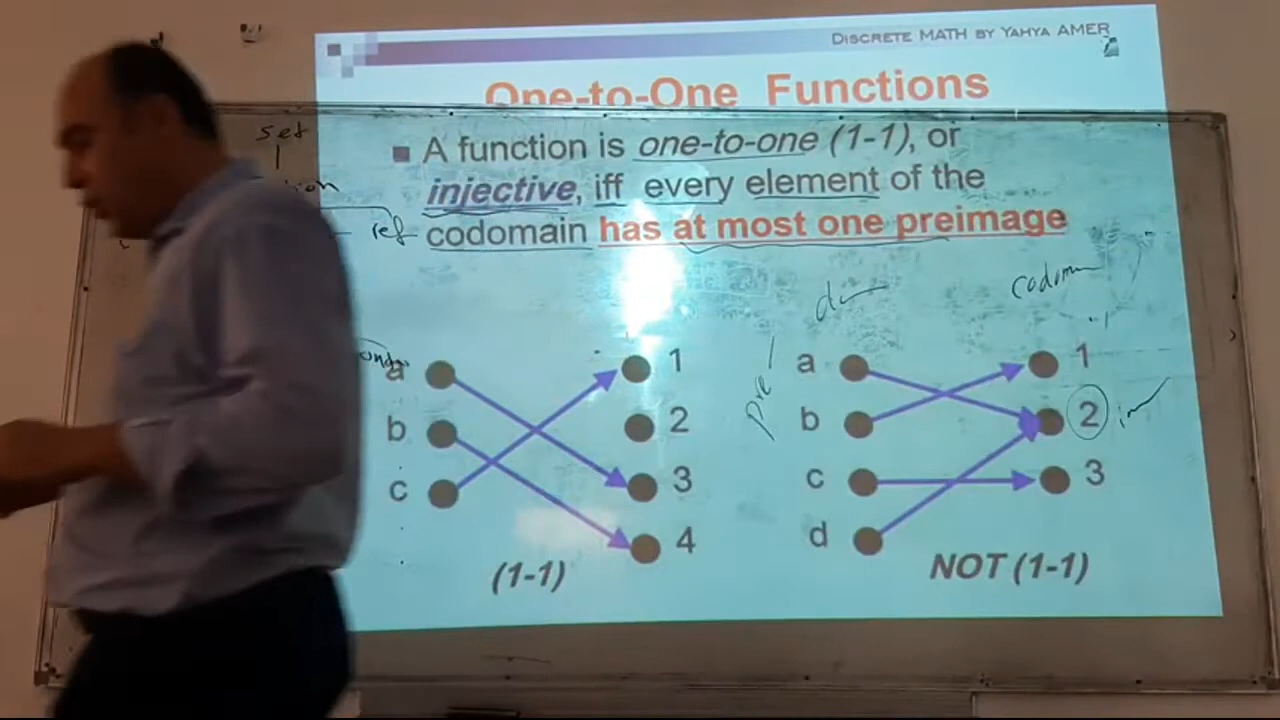 DISCRETE MATH BY YAHYA AMER
One-to-One Functions
A function is one-to-one (1-1), or
injective, iff every element of the
codomain has at most one preimage
set
ref
codom
pre
a
b
c
1
2
3
4
(1-1)
a
b
c
d
1
2
3
NOT (1-1)